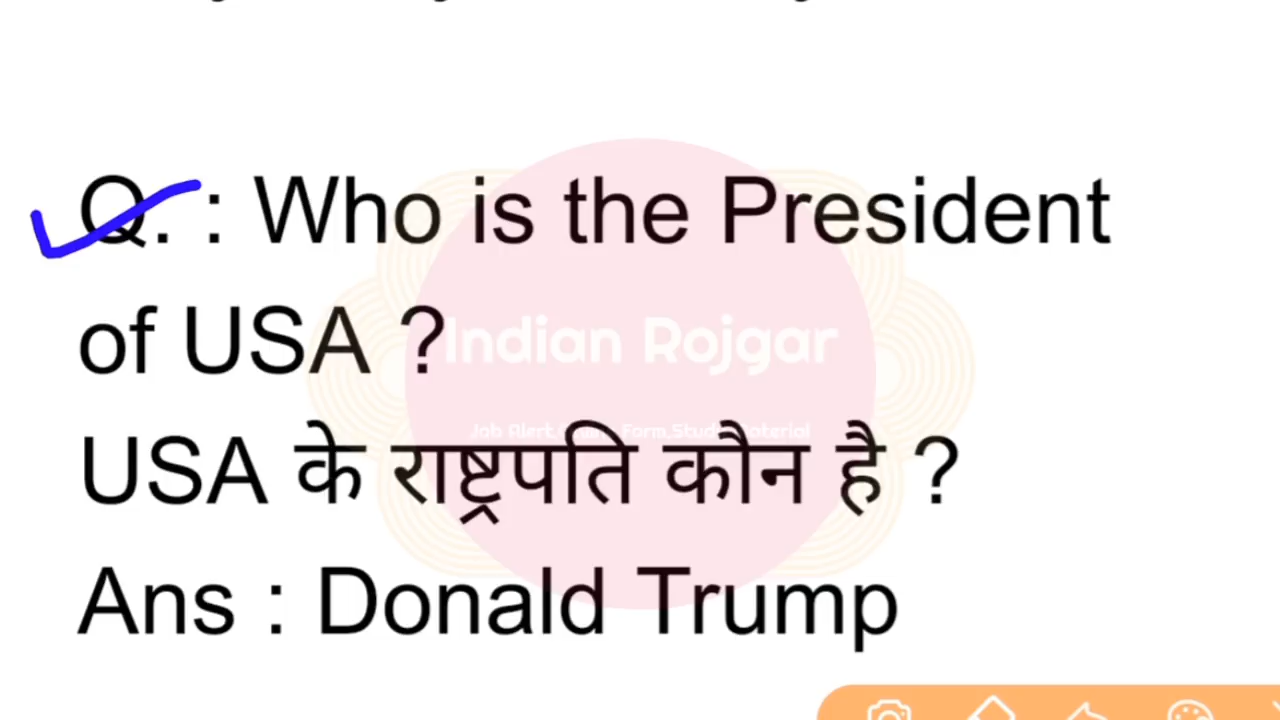 Q. : Who is the President
of USA ?
Indian Rojgar
USA के राष्ट्रपति कौन है ?
Ans : Donald Trump